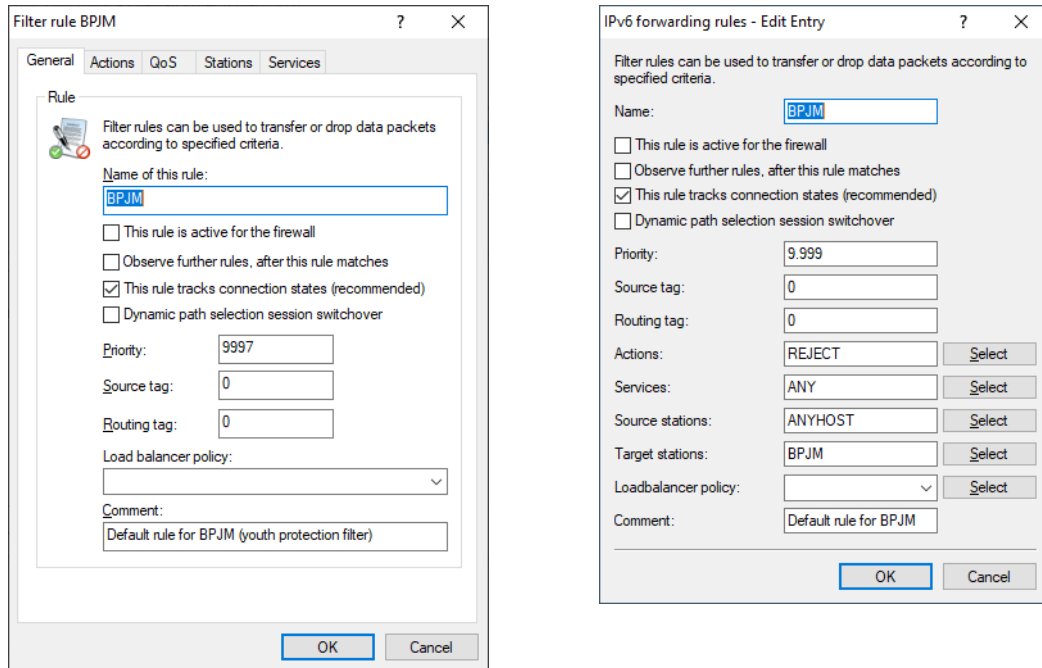 Filter rule BPJM ? ×
General Actions QoS Stations Services
Rule
Filter rules can be used to transfer or drop data packets
according to specified criteria.
Name of this rule:
BPJM
This rule is active for the firewall
Observe further rules, after this rule matches
This rule tracks connection states (recommended)
Dynamic path selection session switchover
Priority: 9997
Source tag: 0
Routing tag: 0
Load balancer policy:
Comment:
Default rule for BPJM (youth protection filter)
OK Cancel
IPv6 forwarding rules - Edit Entry ? ×
Filter rules can be used to transfer or drop data packets according to
specified criteria.
Name: BPJM
This rule is active for the firewall
Observe further rules, after this rule matches
This rule tracks connection states (recommended)
Dynamic path selection session switchover
Priority: 9.999
Source tag: 0
Routing tag: 0
Actions: REJECT Select
Services: ANY Select
Source stations: ANYHOST Select
Target stations: BPJM Select
Loadbalancer policy: Select
Comment: Default rule for BPJM
OK Cancel